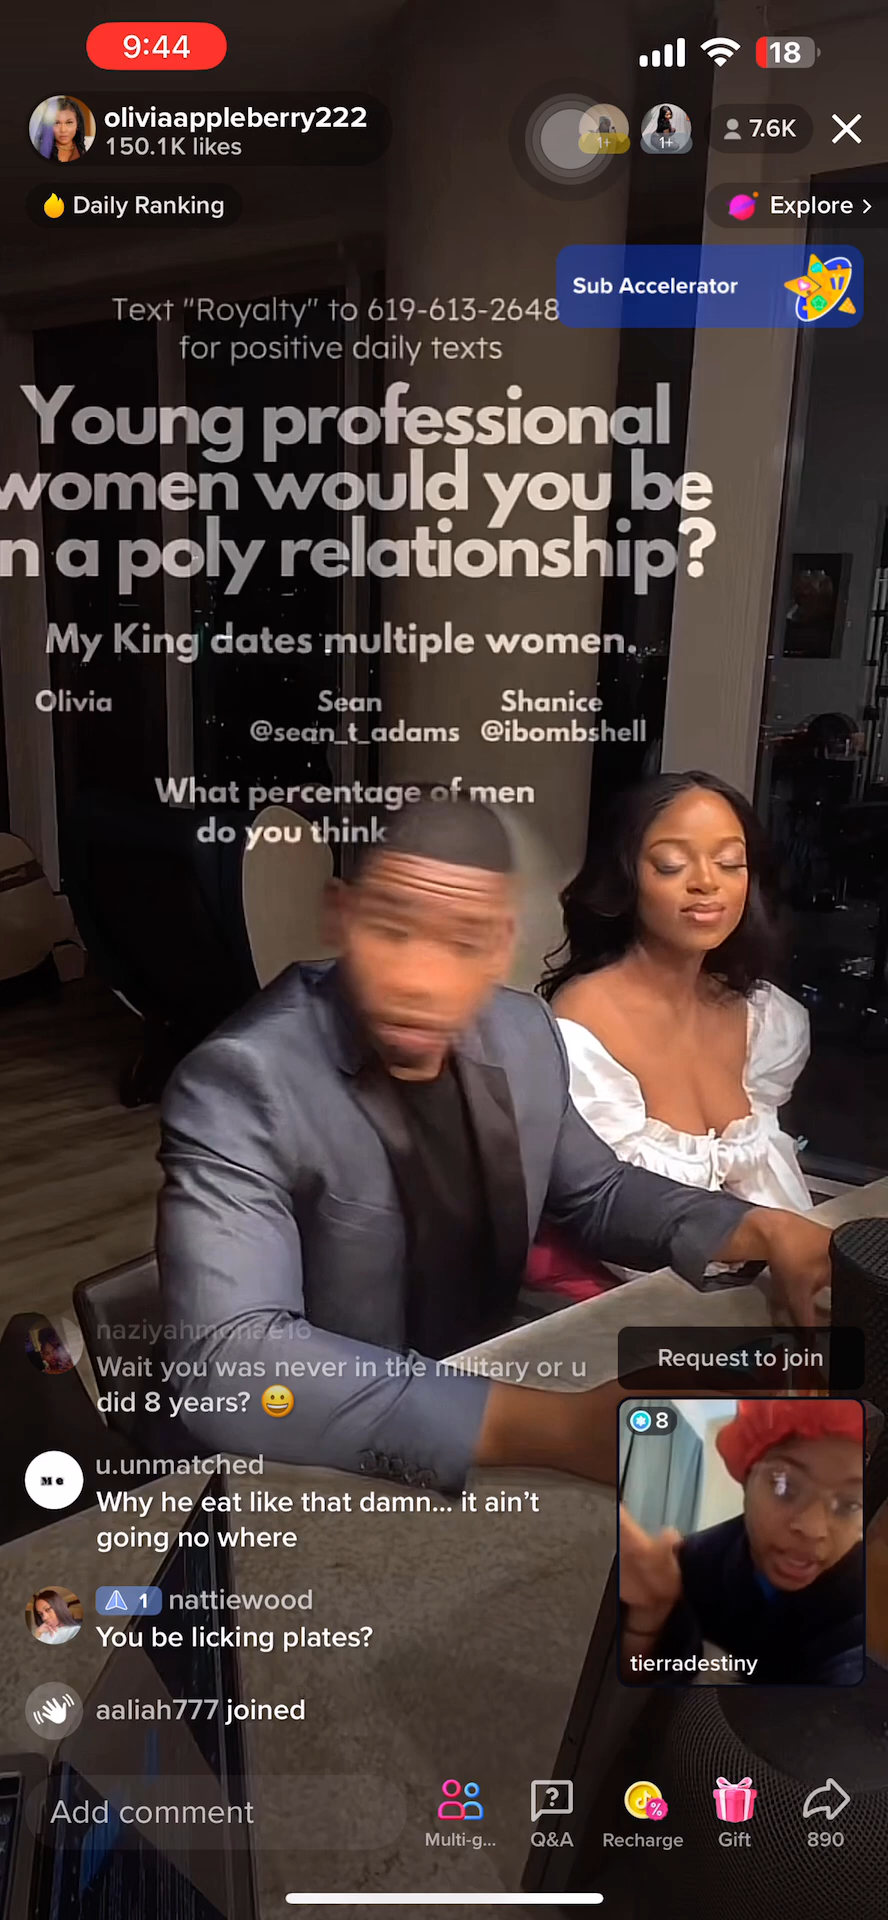 9:44
18
oliviaappleberry222
150.1K likes
1+
1+
7.6K
Daily Ranking
Explore >
Sub Accelerator
Text "Royalty" to 619-613-2648
for positive daily texts
Young professional
women would you be
n a poly relationship?
My King dates multiple women.
Olivia Sean Shanice
@sean_t_adams @ibombshell
What percentage of men
do you think
naziyahmonae16
Wait you was never in the military or u
did 8 years? 😀
Request to join
8
u.unmatched
Why he eat like that damn... it ain't
going no where
M e
1 nattiewood
You be licking plates?
tierradestiny
aaliah777 joined
Add comment
Multi-g...
Q&A
Recharge
Gift
890